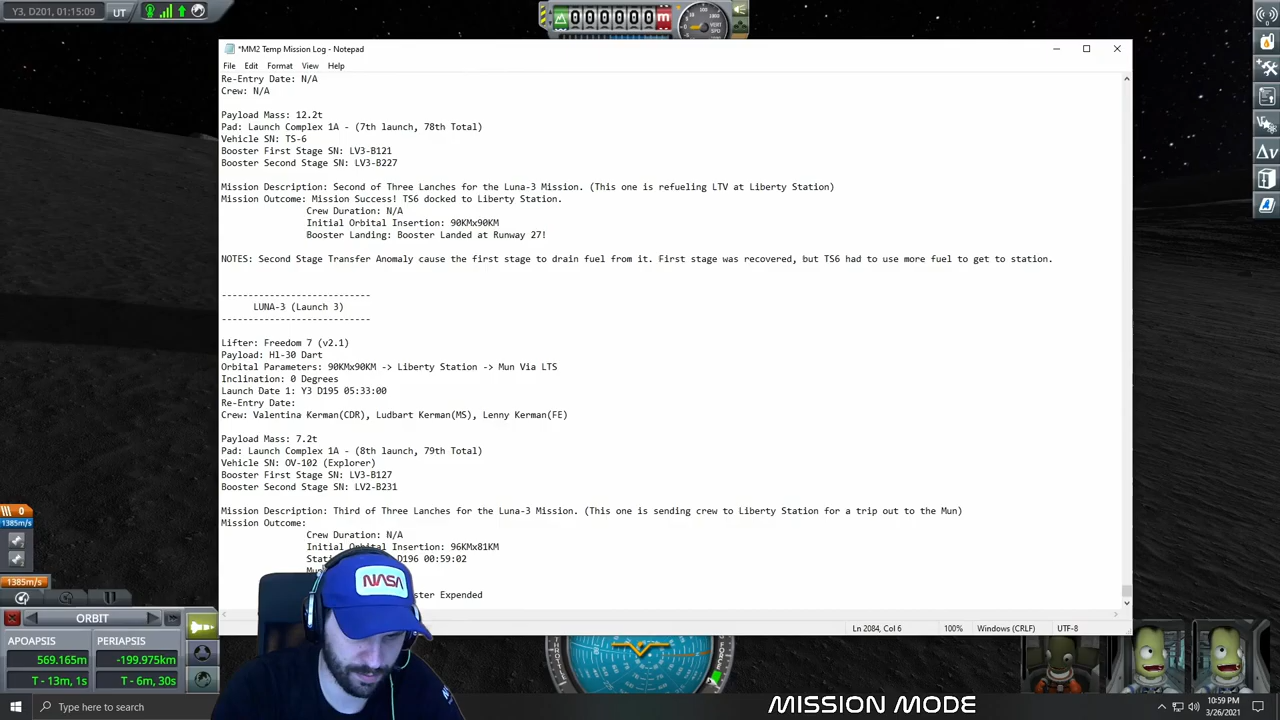 Y3, D201, 01:15:09
UT
000000
m
*MM2 Temp Mission Log - Notepad
File Edit Format View Help
Re-Entry Date: N/A
Crew: N/A
Payload Mass: 12.2t
Pad: Launch Complex 1A - (7th launch, 78th Total)
Vehicle SN: TS-6
Booster First Stage SN: LV3-B121
Booster Second Stage SN: LV3-B227
Mission Description: Second of Three Lanches for the Luna-3 Mission. (This one is refueling LTV at Liberty Station)
Mission Outcome: Mission Success! TS6 docked to Liberty Station.
Crew Duration: N/A
Initial Orbital Insertion: 90KMx90KM
Booster Landing: Booster Landed at Runway 27!
NOTES: Second Stage Transfer Anomaly cause the first stage to drain fuel from it. First stage was recovered, but TS6 had to use more fuel to get to station.
---------------------------
LUNA-3 (Launch 3)
---------------------------
Lifter: Freedom 7 (v2.1)
Payload: Hl-30 Dart
Orbital Parameters: 90KMx90KM -> Liberty Station -> Mun Via LTS
Inclination: 0 Degrees
Launch Date 1: Y3 D195 05:33:00
Re-Entry Date:
Crew: Valentina Kerman(CDR), Ludbart Kerman(MS), Lenny Kerman(FE)
Payload Mass: 7.2t
Pad: Launch Complex 1A - (8th launch, 79th Total)
Vehicle SN: OV-102 (Explorer)
Booster First Stage SN: LV3-B127
Booster Second Stage SN: LV2-B231
Mission Description: Third of Three Lanches for the Luna-3 Mission. (This one is sending crew to Liberty Station for a trip out to the Mun)
Mission Outcome:
Crew Duration: N/A
Initial Orbital Insertion: 96KMx81KM
D196 00:59:02
Expended
Ln 2084, Col 6 100% Windows (CRLF) UTF-8
0
1385m/s
1385m/s
ORBIT
APOAPSIS PERIAPSIS
569.165m -199.975km
T - 13m, 1s T - 6m, 30s
NASA
Δv
MISSION MODE
Type here to search
10:59 PM
3/26/2021